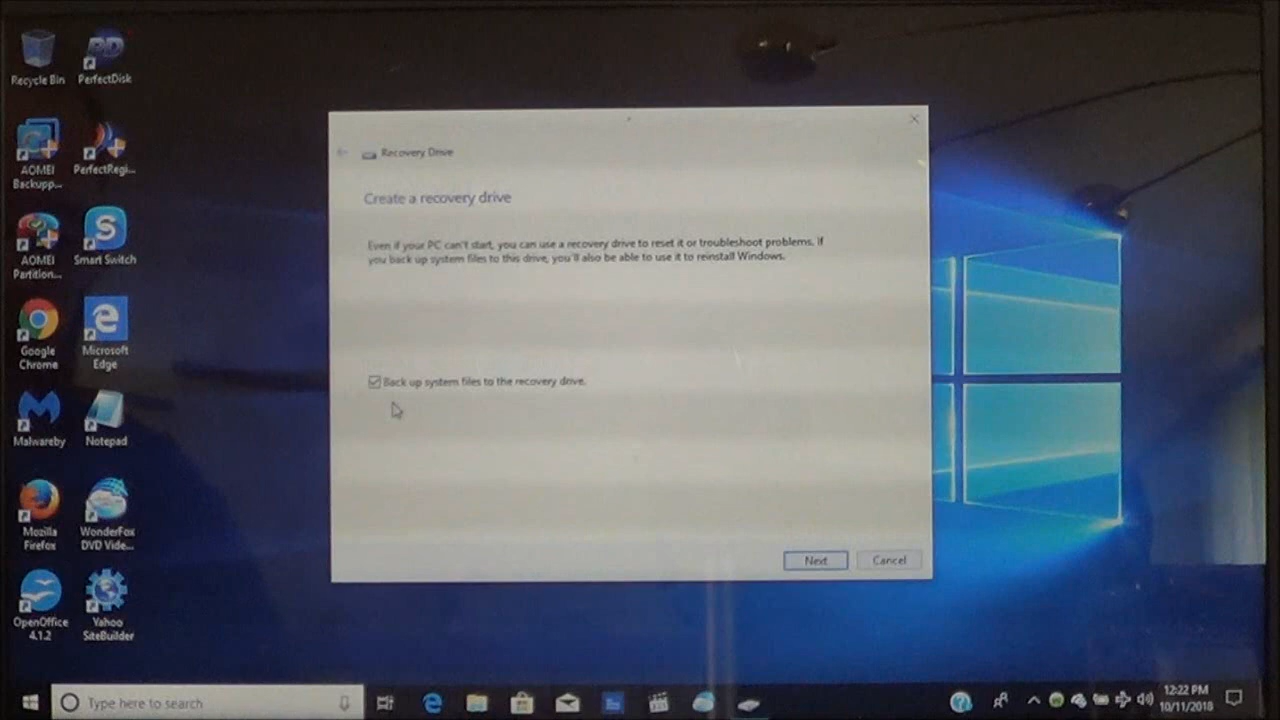 Recycle Bin
PerfectDisk
AOMEI
Backupp...
PerfectRegi...
AOMEI
Partition...
Smart Switch
Google
Chrome
Microsoft
Edge
Malwareby
Notepad
Mozilla
Firefox
WonderFox
DVD Vide...
OpenOffice
4.1.2
Yahoo
SiteBuilder
Recovery Drive
Create a recovery drive
Even if your PC can't start, you can use a recovery drive to reset it or troubleshoot problems. If
you back up system files to this drive, you'll also be able to use it to reinstall Windows.
Back up system files to the recovery drive.
Next
Cancel
Type here to search
12:22 PM
10/11/2018